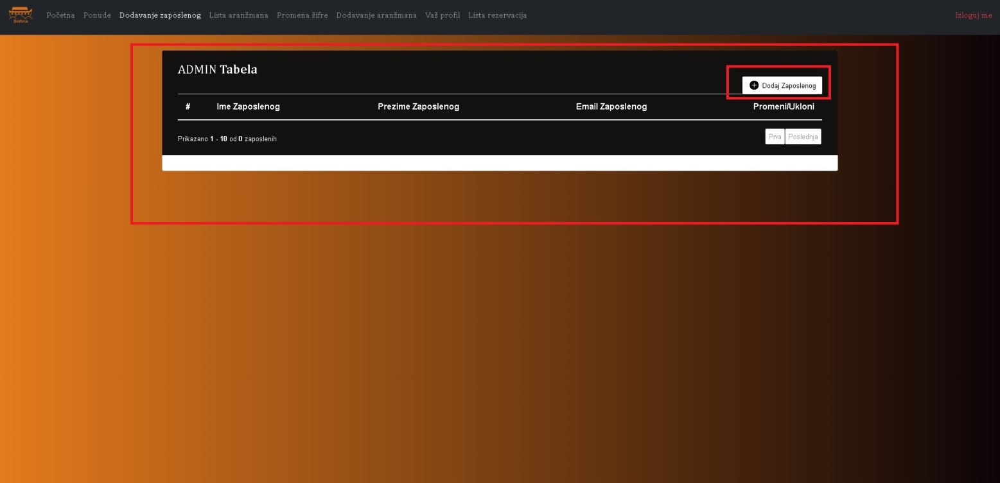 BARKA
Početna Ponude Dodavanje zaposlenog Lista aranžmana Promena šifre Dodavanje aranžmana Vaš profil Lista rezervacija Izloguj me
ADMIN Tabela
Dodaj Zaposlenog
# Ime Zaposlenog Prezime Zaposlenog Email Zaposlenog Promeni/Ukloni
Prikazano 1 - 10 od 0 zaposlenih Prva Poslednja